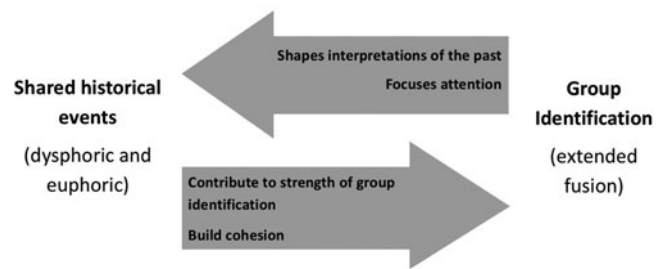 Shapes interpretations of the past
Focuses attention
Shared historical
events
(dysphoric and
euphoric)
Group
Identification
(extended
fusion)
Contribute to strength of group
identification
Build cohesion